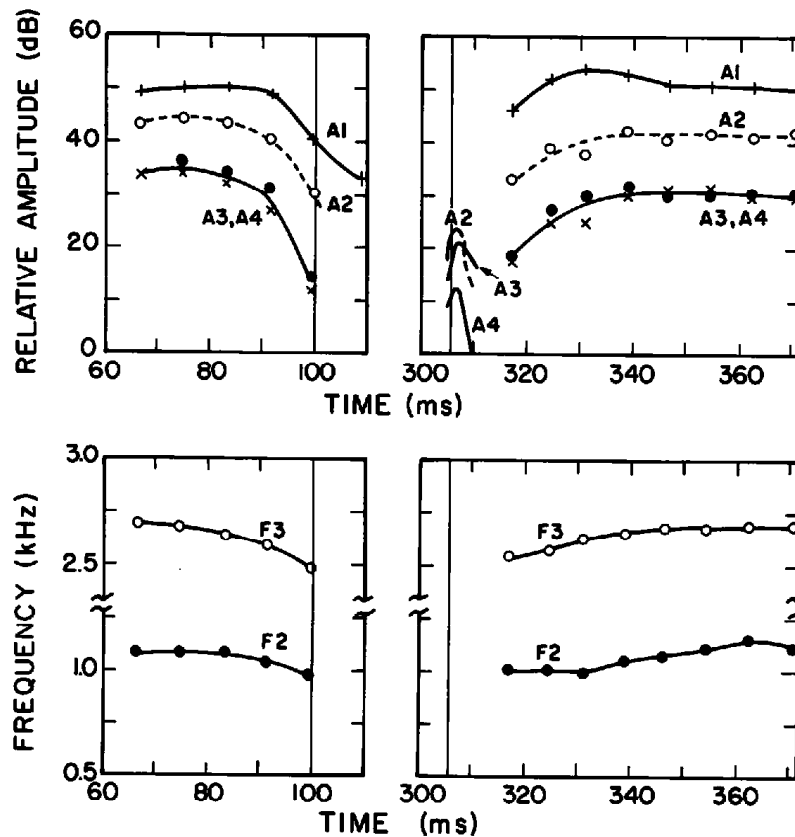 RELATIVE AMPLITUDE (dB)
60
40
20
0
A1
A2
A3,A4
A1
A2
A3,A4
A2
A3
A4
60 80 100 300 320 340 360
TIME (ms)
FREQUENCY (kHz)
3.0
2.5
1.0
0.5
F3
F2
F3
F2
60 80 100 300 320 340 360
TIME (ms)